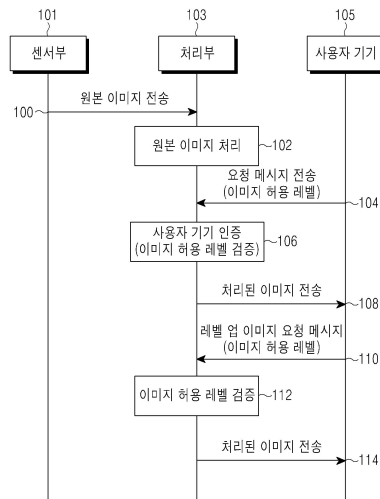 101
103
105
센서부
처리부
사용자 기기
원본 이미지 전송
100
원본 이미지 처리
102
요청 메시지 전송
(이미지 허용 레벨)
104
사용자 기기 인증
(이미지 허용 레벨 검증)
106
처리된 이미지 전송
108
레벨 업 이미지 요청 메시지
(이미지 허용 레벨)
110
이미지 허용 레벨 검증
112
처리된 이미지 전송
114